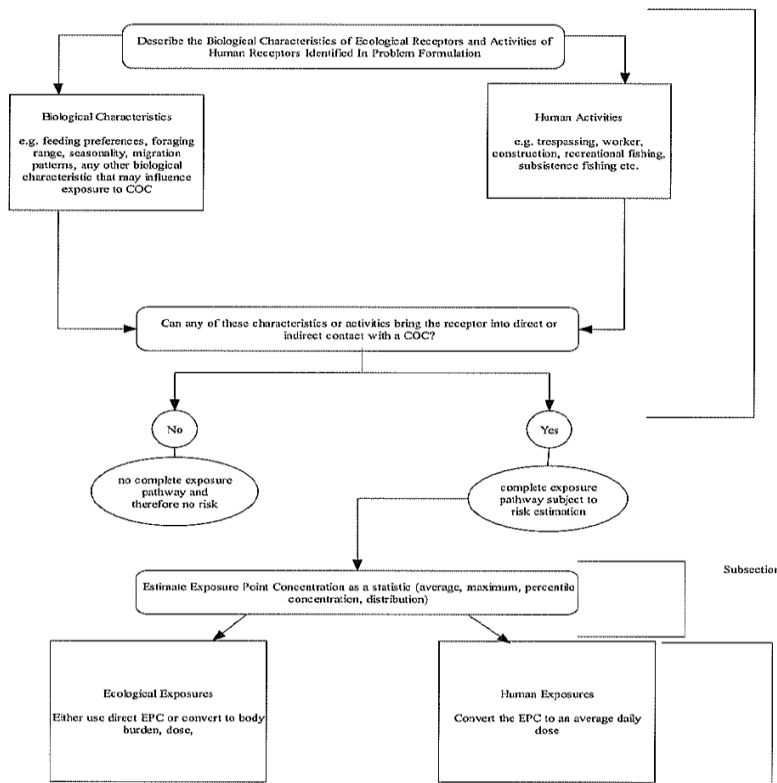 Describe the Biological Characteristics of Ecological Receptors and Activities of
Human Receptors Identified In Problem Formulation
Biological Characteristics
e.g. feeding preferences, foraging
range, seasonality, migration
patterns, any other biological
characteristic that may influence
exposure to COC
Human Activities
e.g. trespassing, worker,
construction, recreational fishing,
subsistence fishing etc.
Can any of these characteristics or activities bring the receptor into direct or
indirect contact with a COC?
No
Yes
no complete exposure
pathway and
therefore no risk
complete exposure
pathway subject to
risk estimation
Estimate Exposure Point Concentration as a statistic (average, maximum, percentile
concentration, distribution)
Subsection
Ecological Exposures
Either use direct EPC or convert to body
burden, dose,
Human Exposures
Convert the EPC to an average daily
dose